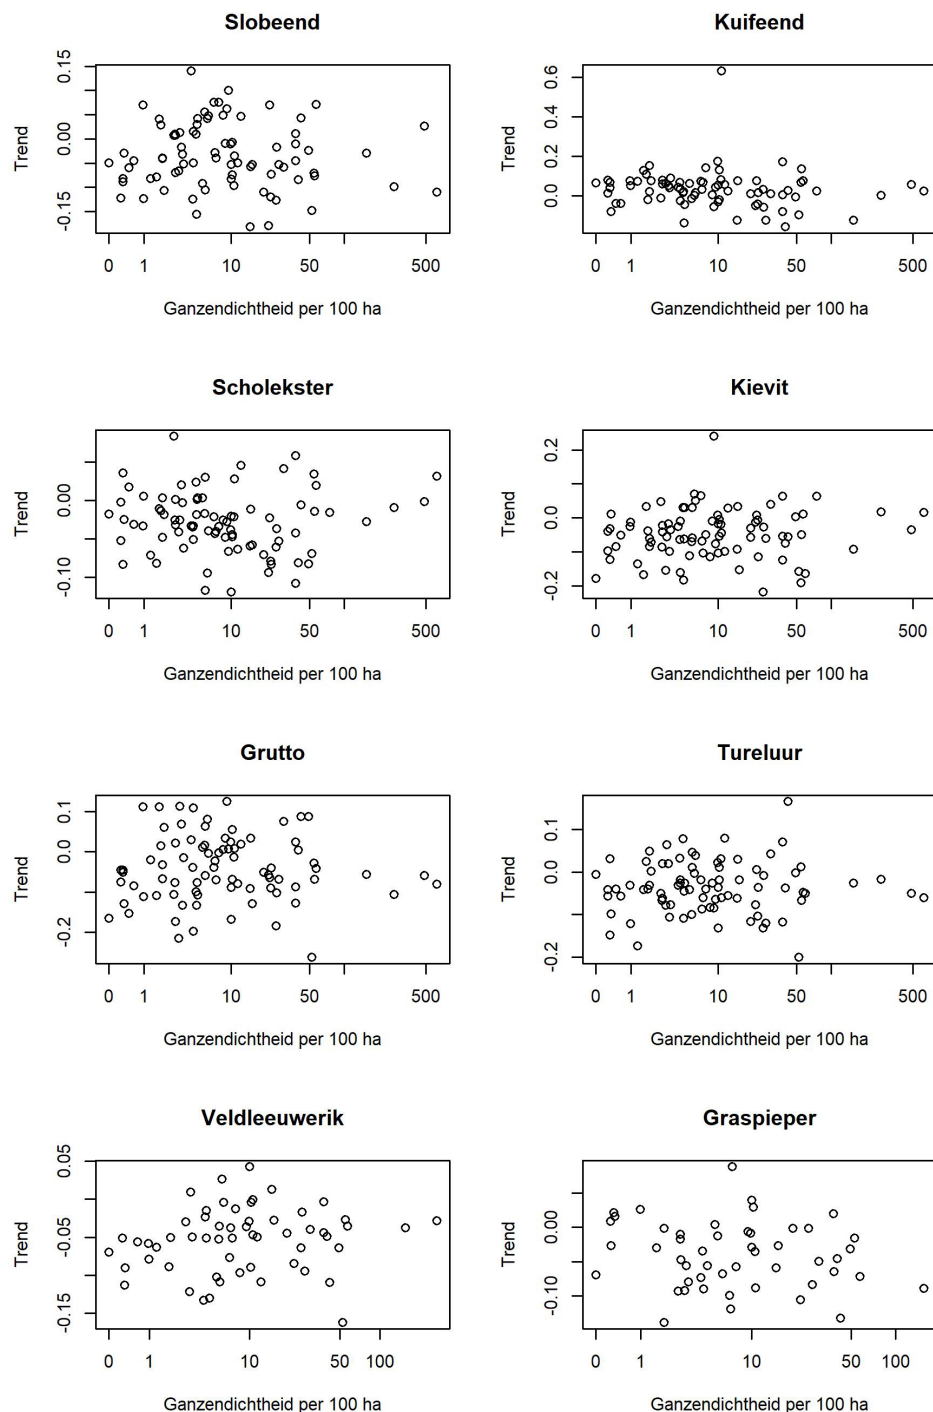 Slobeend
Kuifeend
Trend
0.15
0.00
-0.15
0 1 10 50 500
Ganzendichtheid per 100 ha
Trend
0.6
0.4
0.2
0.0
0 1 10 50 500
Ganzendichtheid per 100 ha
Scholekster
Kievit
Trend
0.00
-0.10
0 1 10 50 500
Ganzendichtheid per 100 ha
Trend
0.2
0.0
-0.2
0 1 10 50 500
Ganzendichtheid per 100 ha
Grutto
Tureluur
Trend
0.1
0.0
-0.2
0 1 10 50 500
Ganzendichtheid per 100 ha
Trend
0.1
0.0
-0.2
0 1 10 50 500
Ganzendichtheid per 100 ha
Veldleeuwerik
Graspieper
Trend
0.05
-0.05
-0.15
0 1 10 50 100
Ganzendichtheid per 100 ha
Trend
0.00
-0.10
0 1 10 50 100
Ganzendichtheid per 100 ha